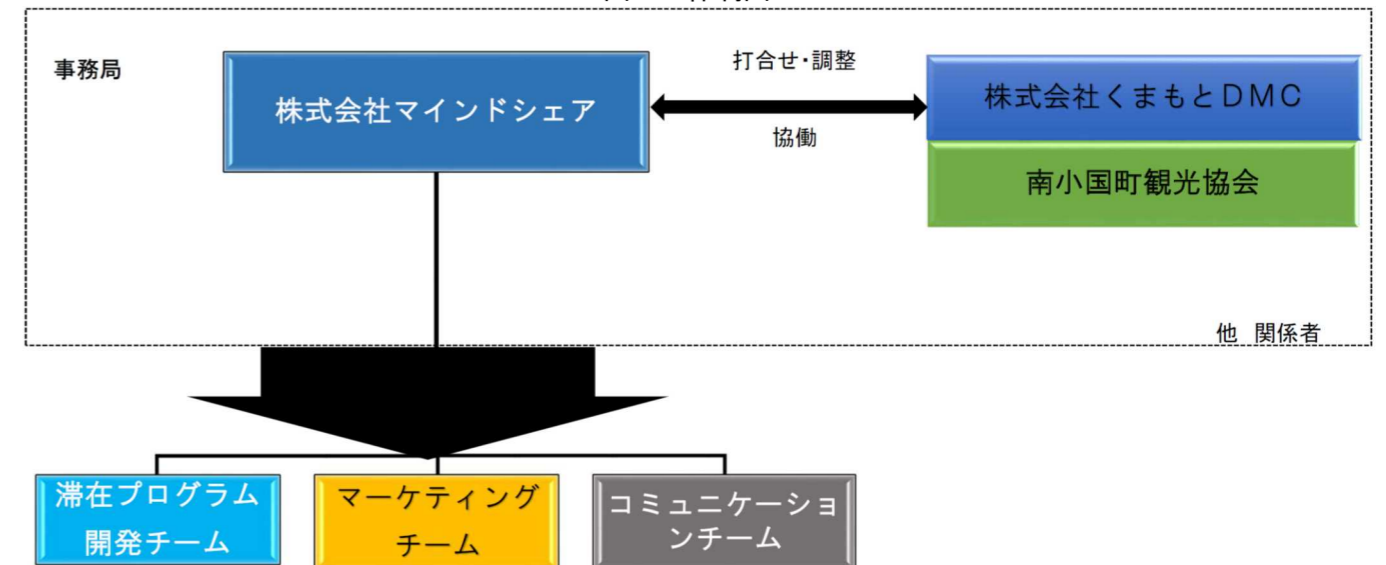 事務局
株式会社マインドシェア
打合せ・調整
協働
株式会社くまもとDMC
南小国町観光協会
他 関係者
滞在プログラム
開発チーム
マーケティング
チーム
コミュニケーショ
ンチーム